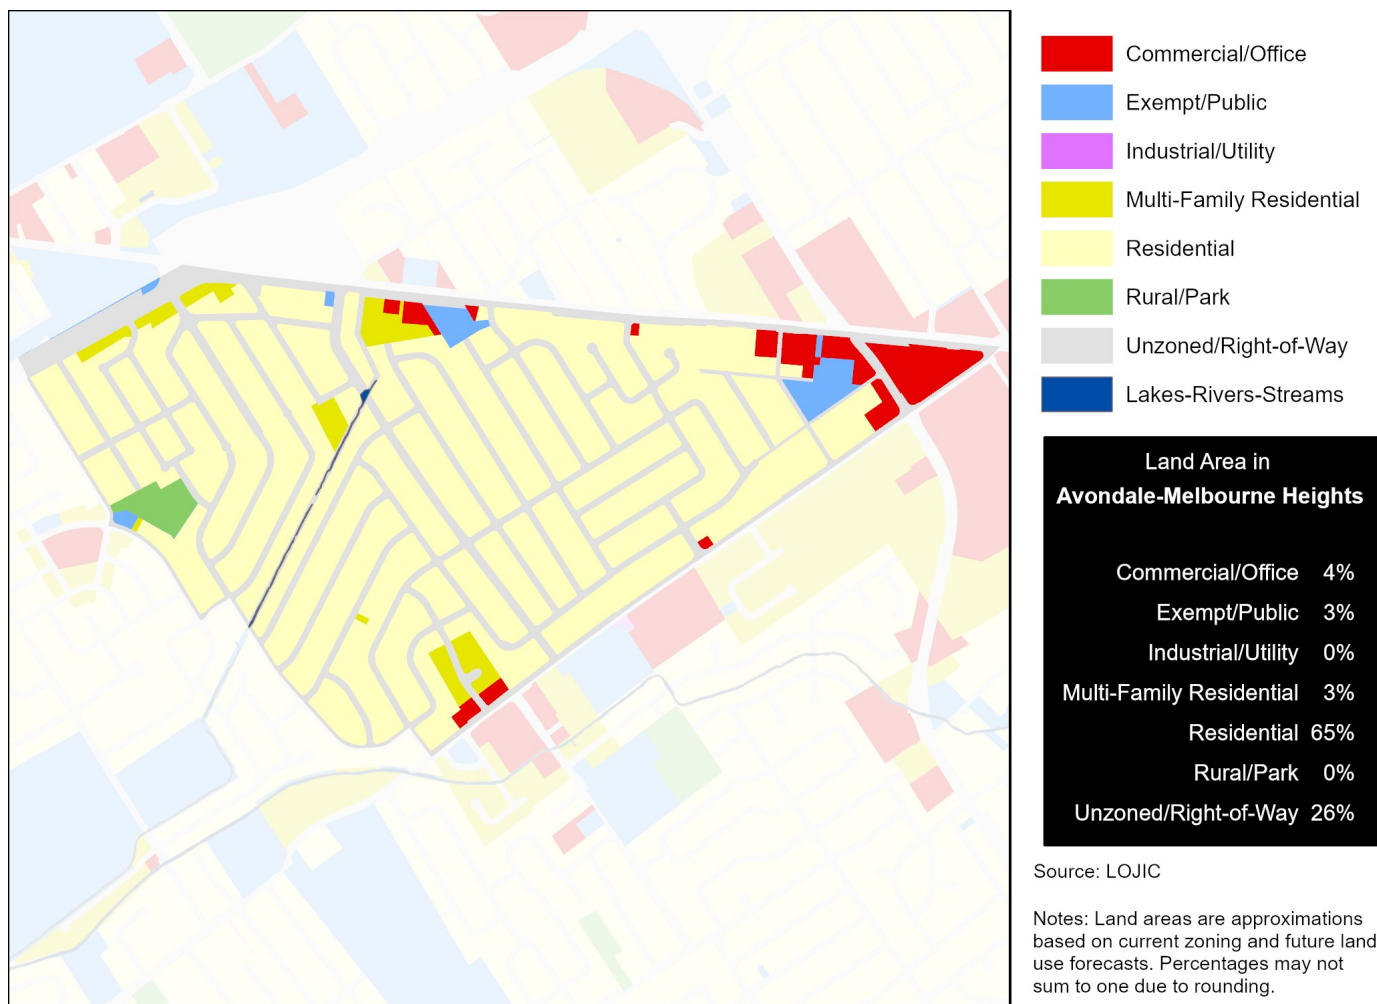 Commercial/Office
Exempt/Public
Industrial/Utility
Multi-Family Residential
Residential
Rural/Park
Unzoned/Right-of-Way
Lakes-Rivers-Streams
Land Area in
Avondale-Melbourne Heights
Commercial/Office 4%
Exempt/Public 3%
Industrial/Utility 0%
Multi-Family Residential 3%
Residential 65%
Rural/Park 0%
Unzoned/Right-of-Way 26%
Source: LOJIC
Notes: Land areas are approximations
based on current zoning and future land
use forecasts. Percentages may not
sum to one due to rounding.